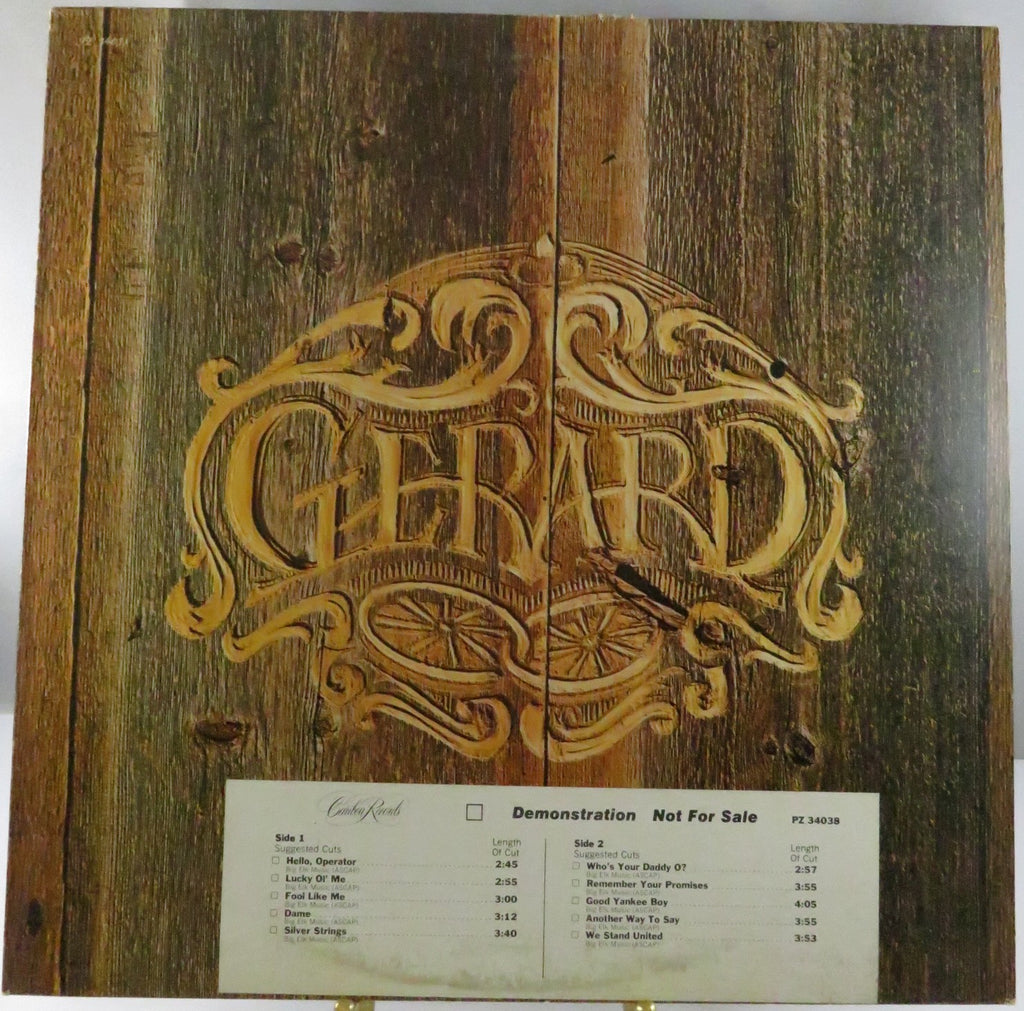 PZ 34038
GERARD
Caribou Records
Demonstration Not For Sale
PZ 34038
Side 1
Suggested Cuts
Length
Of Cut
Hello, Operator 2:45
Big Elk Music (ASCAP)
Lucky Ol' Me 2:55
Big Elk Music (ASCAP)
Fool Like Me 3:00
Big Elk Music (ASCAP)
Dame 3:12
Big Elk Music (ASCAP)
Silver Strings 3:40
Big Elk Music (ASCAP)
Side 2
Suggested Cuts
Length
Of Cut
Who's Your Daddy O? 2:57
Big Elk Music (ASCAP)
Remember Your Promises 3:55
Big Elk Music (ASCAP)
Good Yankee Boy 4:05
Big Elk Music (ASCAP)
Another Way To Say 3:55
Big Elk Music (ASCAP)
We Stand United 3:53
Big Elk Music (ASCAP)